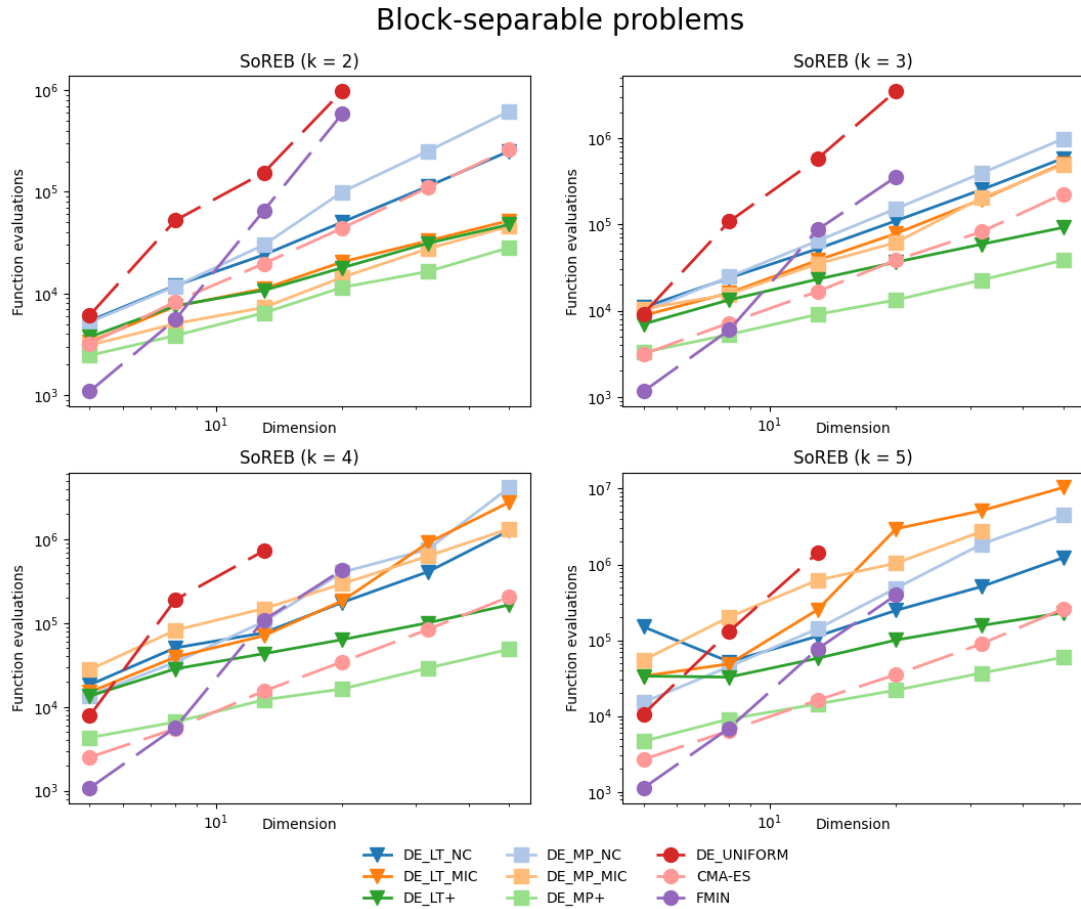 Block-separable problems
SoREB (k = 2)
SoREB (k = 3)
Function evaluations
10^6
10^5
10^4
10^3
10^1
Dimension
Function evaluations
10^6
10^5
10^4
10^3
10^1
Dimension
SoREB (k = 4)
SoREB (k = 5)
Function evaluations
10^6
10^5
10^4
10^3
10^1
Dimension
Function evaluations
10^7
10^6
10^5
10^4
10^3
10^1
Dimension
DE_LT_NC
DE_LT_MIC
DE_LT+
DE_MP_NC
DE_MP_MIC
DE_MP+
DE_UNIFORM
CMA-ES
FMIN